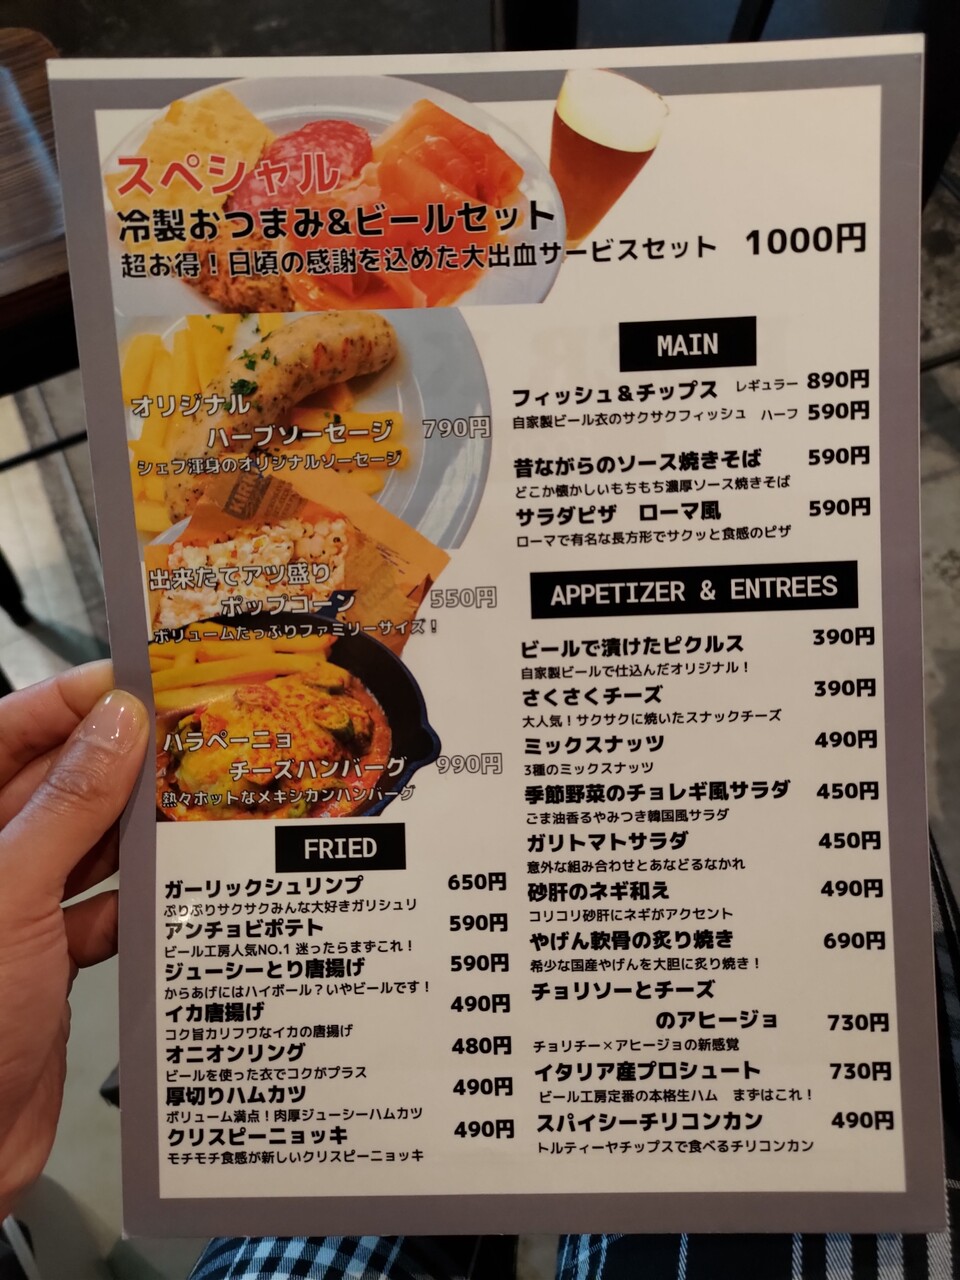 スペシャル
冷製おつまみ&ビールセット
超お得！日頃の感謝を込めた大出血サービスセット 1000円
オリジナル
ハーブソーセージ 790円
シェフ渾身のオリジナルソーセージ
出来たてアツ盛り
ポップコーン 550円
ボリュームたっぷりファミリーサイズ！
ハラペーニョ
チーズハンバーグ 990円
熱々ホットなメキシカンハンバーグ
FRIED
ガーリックシュリンプ 650円
ぷりぷりサクサクみんな大好きガリシュリ
アンチョビポテト 590円
ビール工房人気NO.1 迷ったらまずこれ！
ジューシーとり唐揚げ 590円
からあげにはハイボール？いやビールです！
イカ唐揚げ 490円
コク旨カリフワなイカの唐揚げ
オニオンリング 480円
ビールを使った衣でコクがプラス
厚切りハムカツ 490円
ボリューム満点！肉厚ジューシーハムカツ
クリスピーニョッキ 490円
モチモチ食感が新しいクリスピーニョッキ
MAIN
フィッシュ&チップス レギュラー 890円
自家製ビール衣のサクサクフィッシュ ハーフ 590円
昔ながらのソース焼きそば 590円
どこか懐かしいもちもち濃厚ソース焼きそば
サラダピザ ローマ風 590円
ローマで有名な長方形でサクッと食感のピザ
APPETIZER & ENTREES
ビールで漬けたピクルス 390円
自家製ビールで仕込んだオリジナル！
さくさくチーズ 390円
大人気！サクサクに焼いたスナックチーズ
ミックスナッツ 490円
3種のミックスナッツ
季節野菜のチョレギ風サラダ 450円
ごま油香るやみつき韓国風サラダ
ガリトマトサラダ 450円
意外な組み合わせとあなどるなかれ
砂肝のネギ和え 490円
コリコリ砂肝にネギがアクセント
やげん軟骨の炙り焼き 690円
希少な国産やげんを大胆に炙り焼き！
チョリソーとチーズ
のアヒージョ 730円
チョリチー×アヒージョの新感覚
イタリア産プロシュート 730円
ビール工房定番の本格生ハム まずはこれ！
スパイシーチリコンカン 490円
トルティーヤチップスで食べるチリコンカン